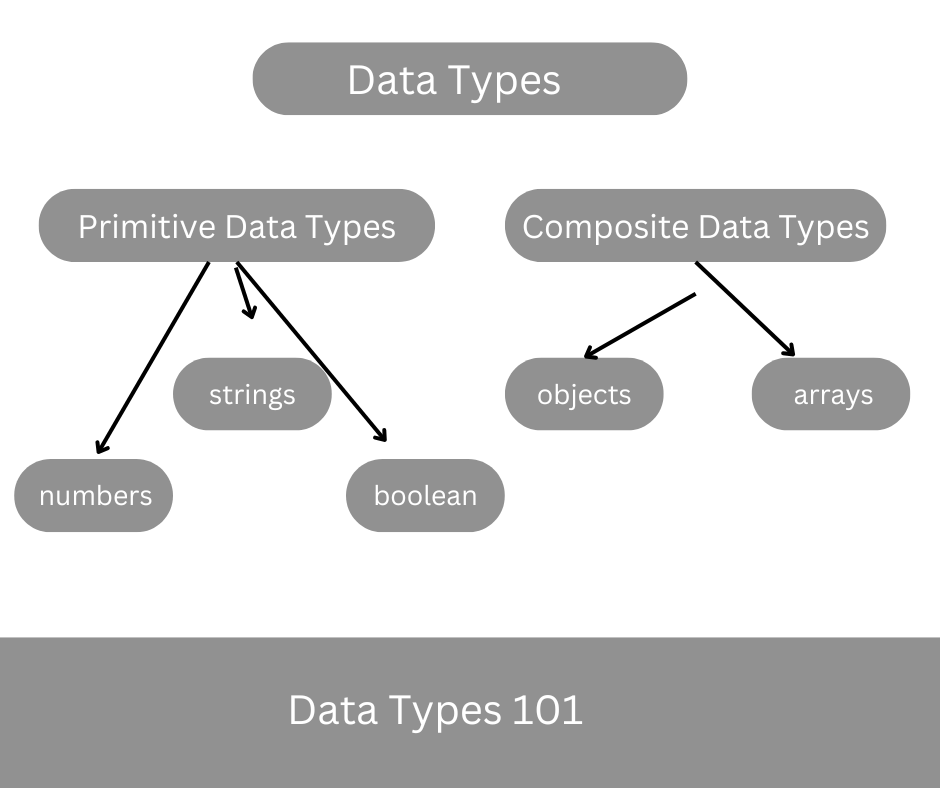 Data Types
Primitive Data Types
Composite Data Types
strings
objects
arrays
numbers
boolean
Data Types 101